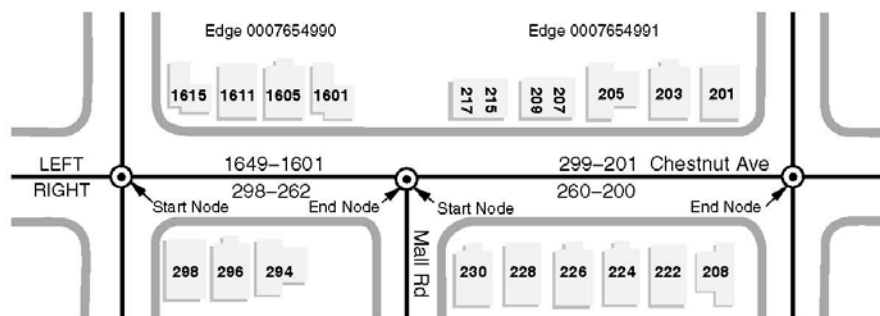 Edge 0007654990 Edge 0007654991
1615 1611 1605 1601 217 215 209 207 205 203 201
LEFT 1649–1601 299–201 Chestnut Ave
RIGHT 298–262 260–200
Start Node End Node Start Node End Node
298 296 294 Mall Rd 230 228 226 224 222 208